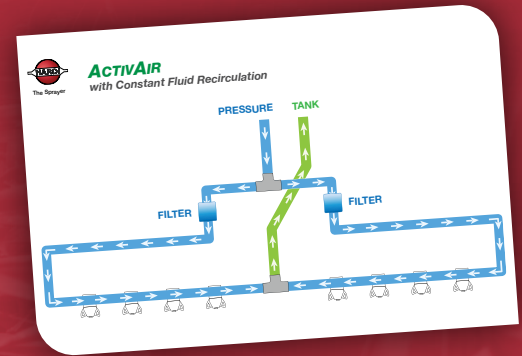 HARDI
The Sprayer
ACTIVAIR
with Constant Fluid Recirculation
PRESSURE
TANK
FILTER
FILTER